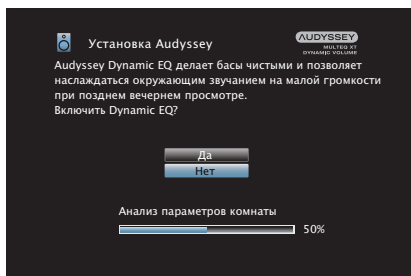 Установка Audyssey
AUDYSSEY
MULTEQ XT
DYNAMIC VOLUME
Audyssey Dynamic EQ делает басы чистыми и позволяет
наслаждаться окружающим звучанием на малой громкости
при позднем вечернем просмотре.
Включить Dynamic EQ?
Да
Нет
Анализ параметров комнаты
50%